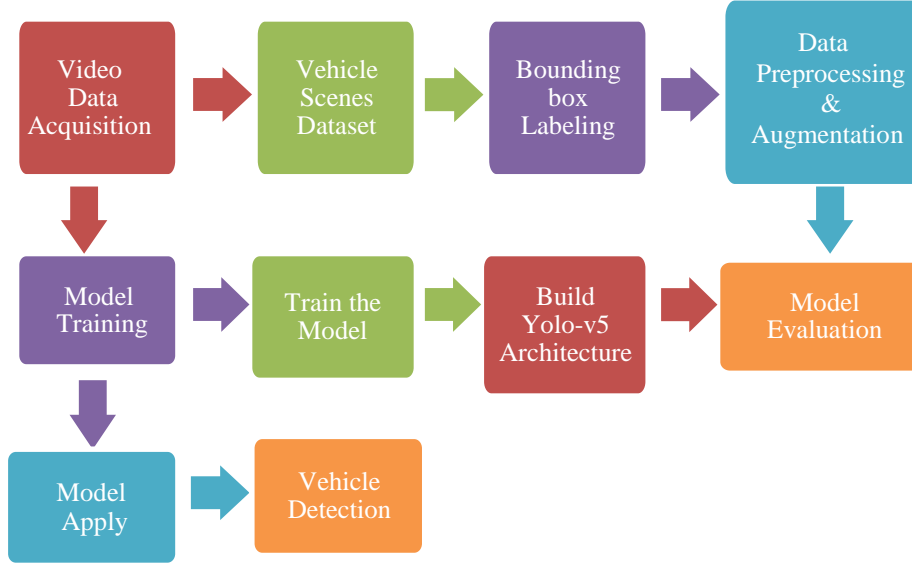 Video
Data
Acquisition
Vehicle
Scenes
Dataset
Bounding
box
Labeling
Data
Preprocessing
&
Augmentation
Model
Training
Train the
Model
Build
Yolo-v5
Architecture
Model
Evaluation
Model
Apply
Vehicle
Detection